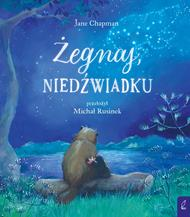 Jane Chapman
Żegnaj,
NIEDŹWIADKU
przełożył
Michał Rusinek